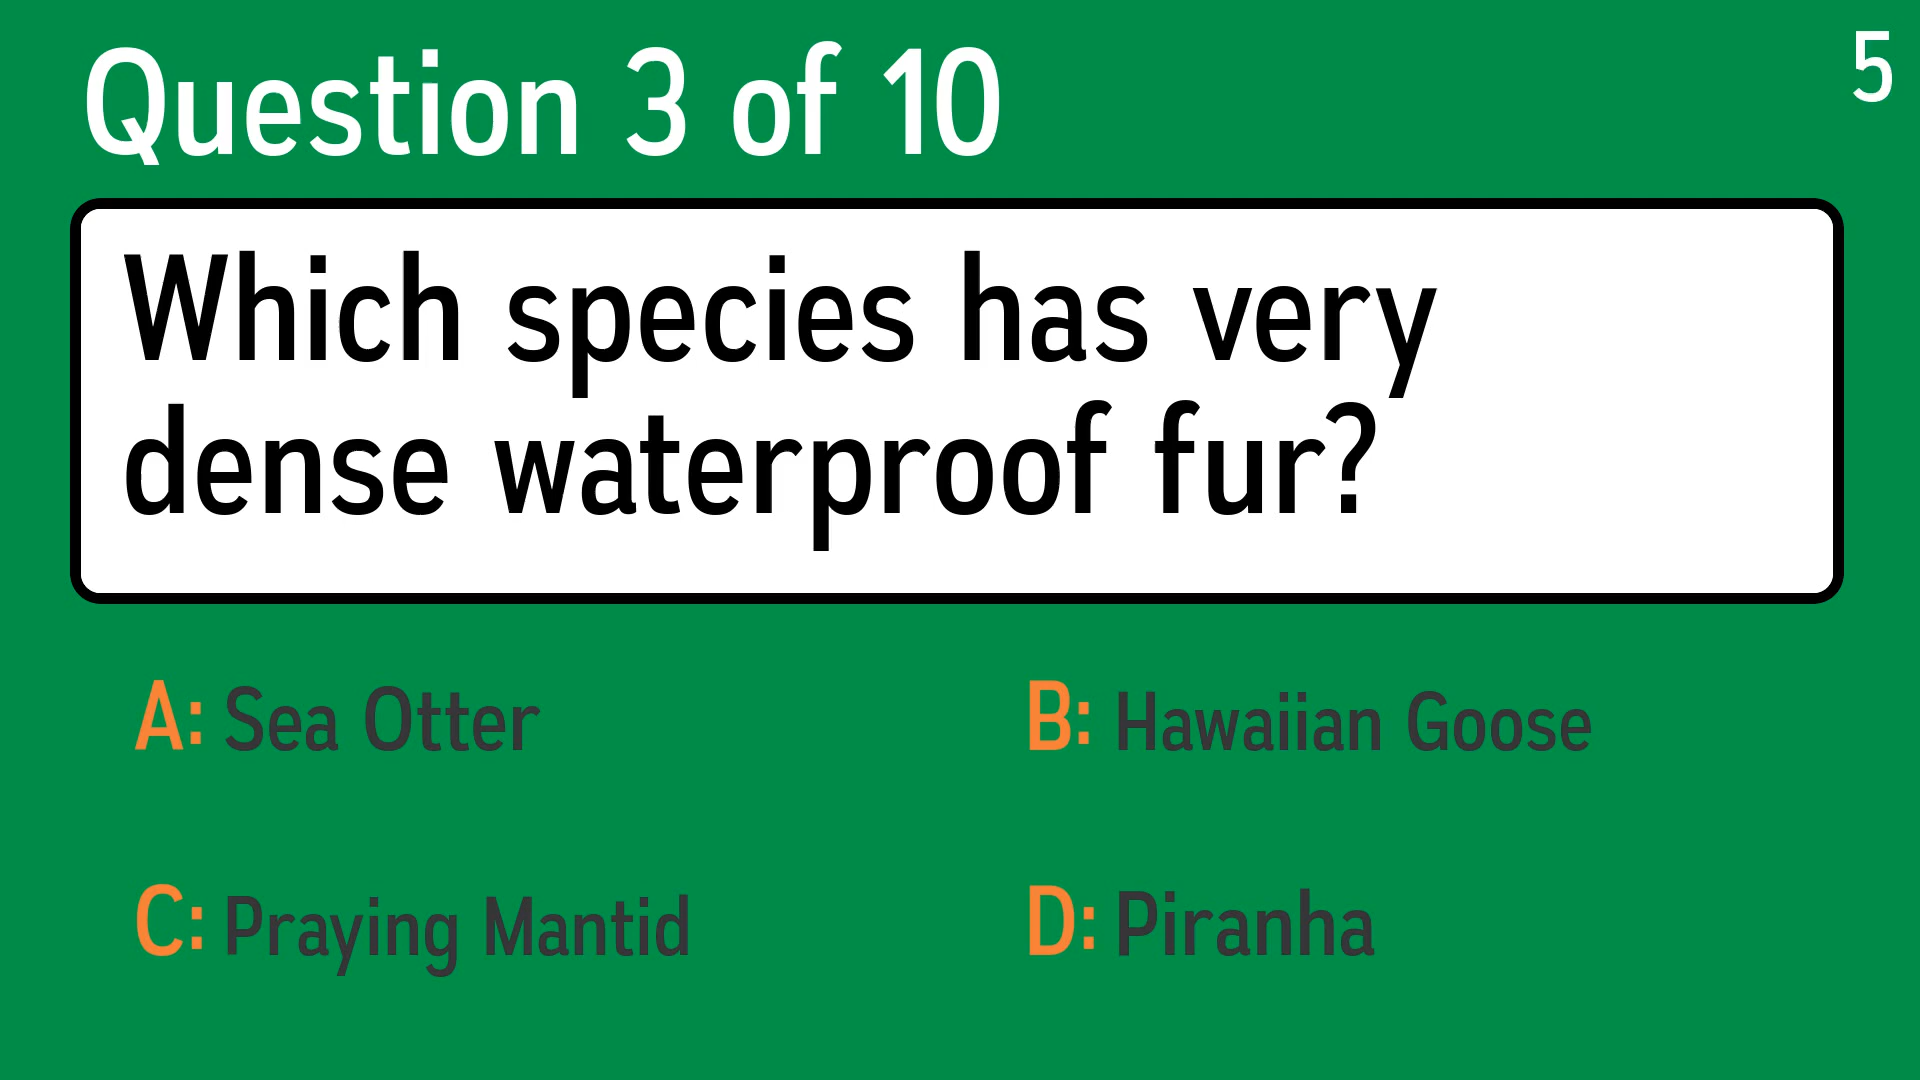 Question 3 of 10
5
Which species has very
dense waterproof fur?
A: Sea Otter
B: Hawaiian Goose
C: Praying Mantid
D: Piranha